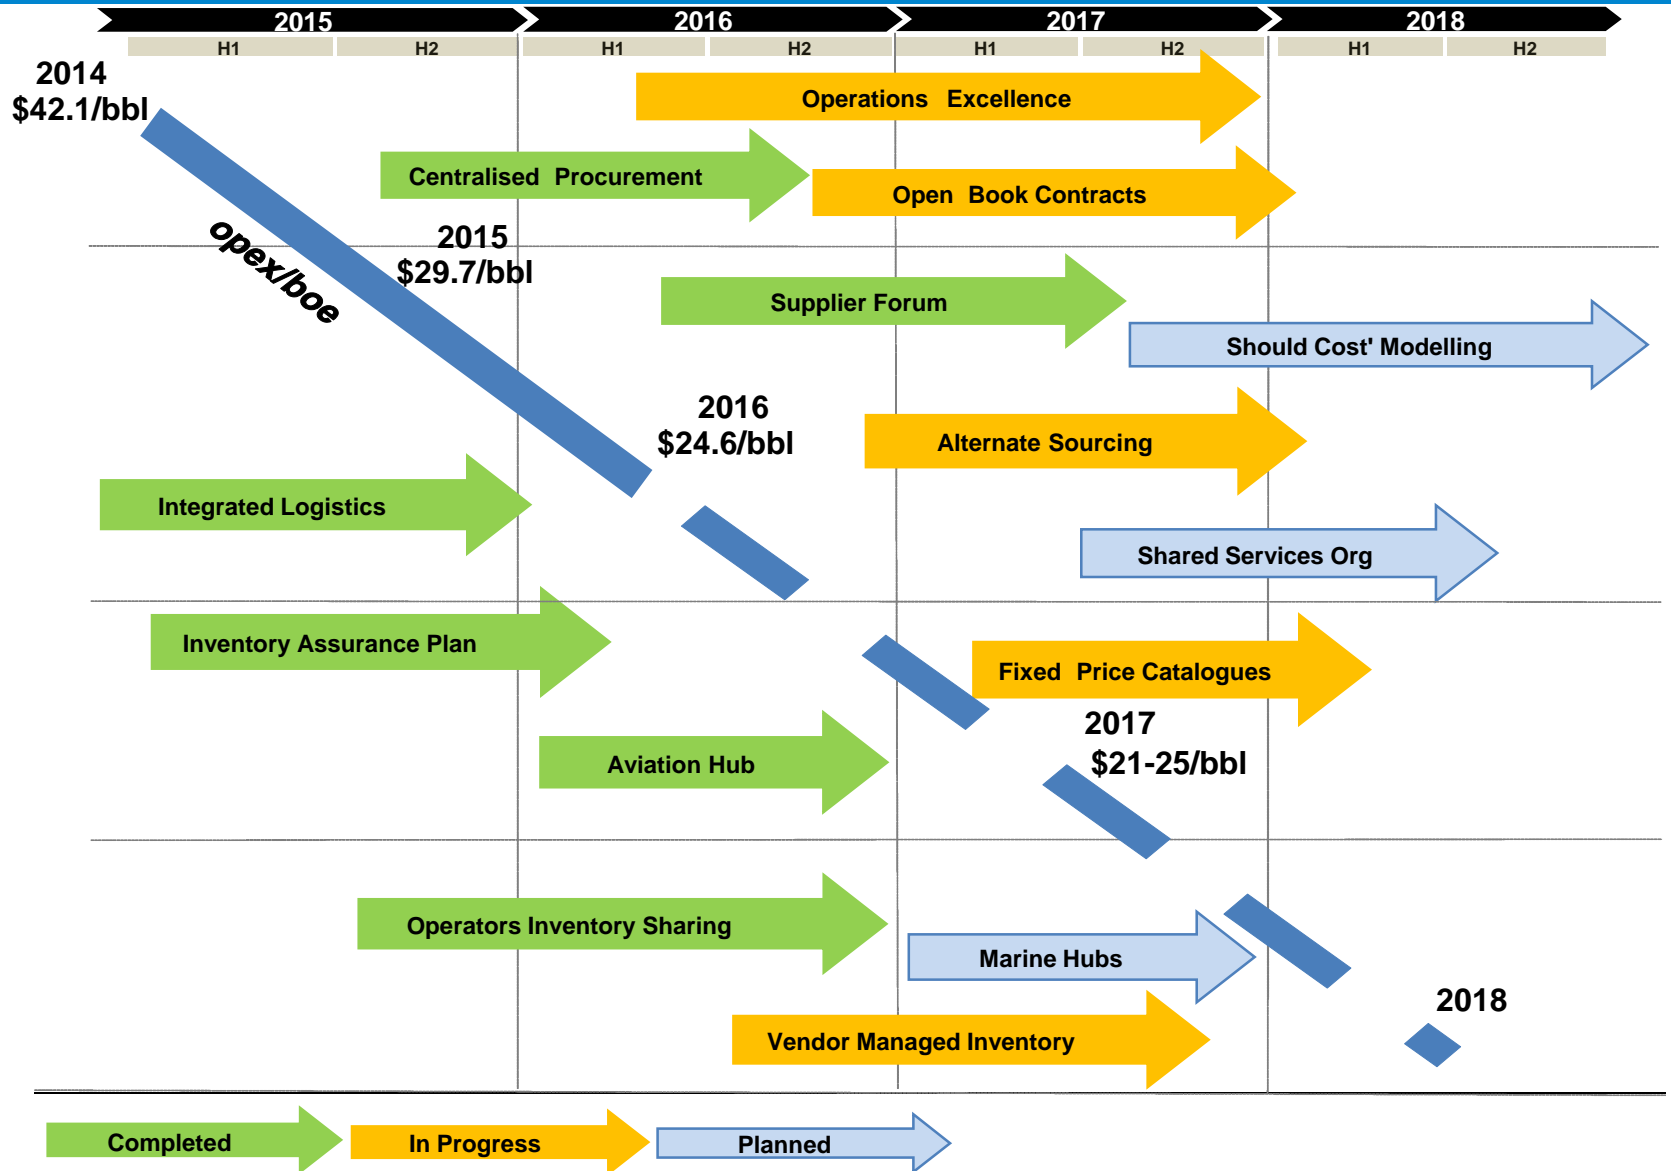 2015 2016 2017 2018
H1 H2 H1 H2 H1 H2 H1 H2
2014
$42.1/bbl
Operations Excellence
Centralised Procurement
Open Book Contracts
opex/boe
2015
$29.7/bbl
Supplier Forum
Should Cost' Modelling
2016
$24.6/bbl
Alternate Sourcing
Integrated Logistics
Shared Services Org
Inventory Assurance Plan
Fixed Price Catalogues
2017
$21-25/bbl
Aviation Hub
Operators Inventory Sharing
Marine Hubs
2018
Vendor Managed Inventory
Completed In Progress Planned